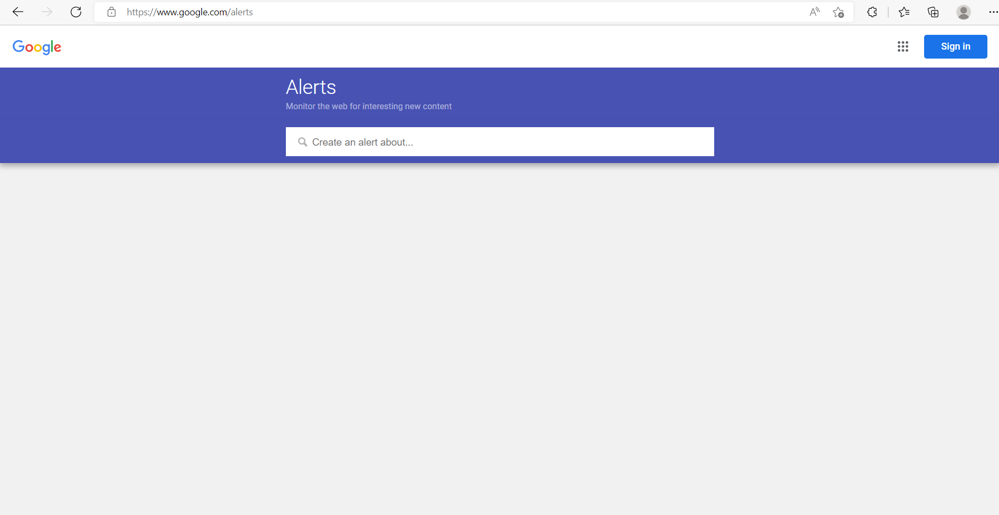 https://www.google.com/alerts
Google
Sign in
Alerts
Monitor the web for interesting new content
Create an alert about...